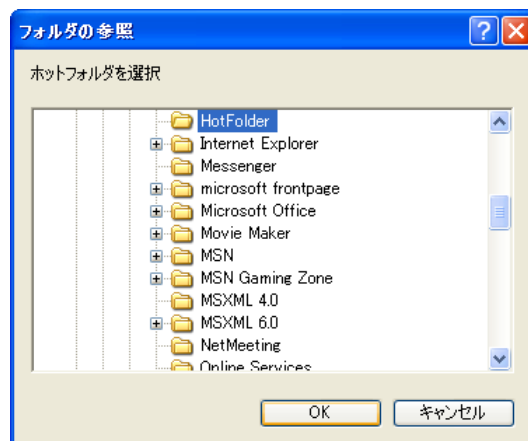 フォルダの参照
ホットフォルダを選択
HotFolder
Internet Explorer
Messenger
microsoft frontpage
Microsoft Office
Movie Maker
MSN
MSN Gaming Zone
MSXML 4.0
MSXML 6.0
NetMeeting
Online Services
OK キャンセル